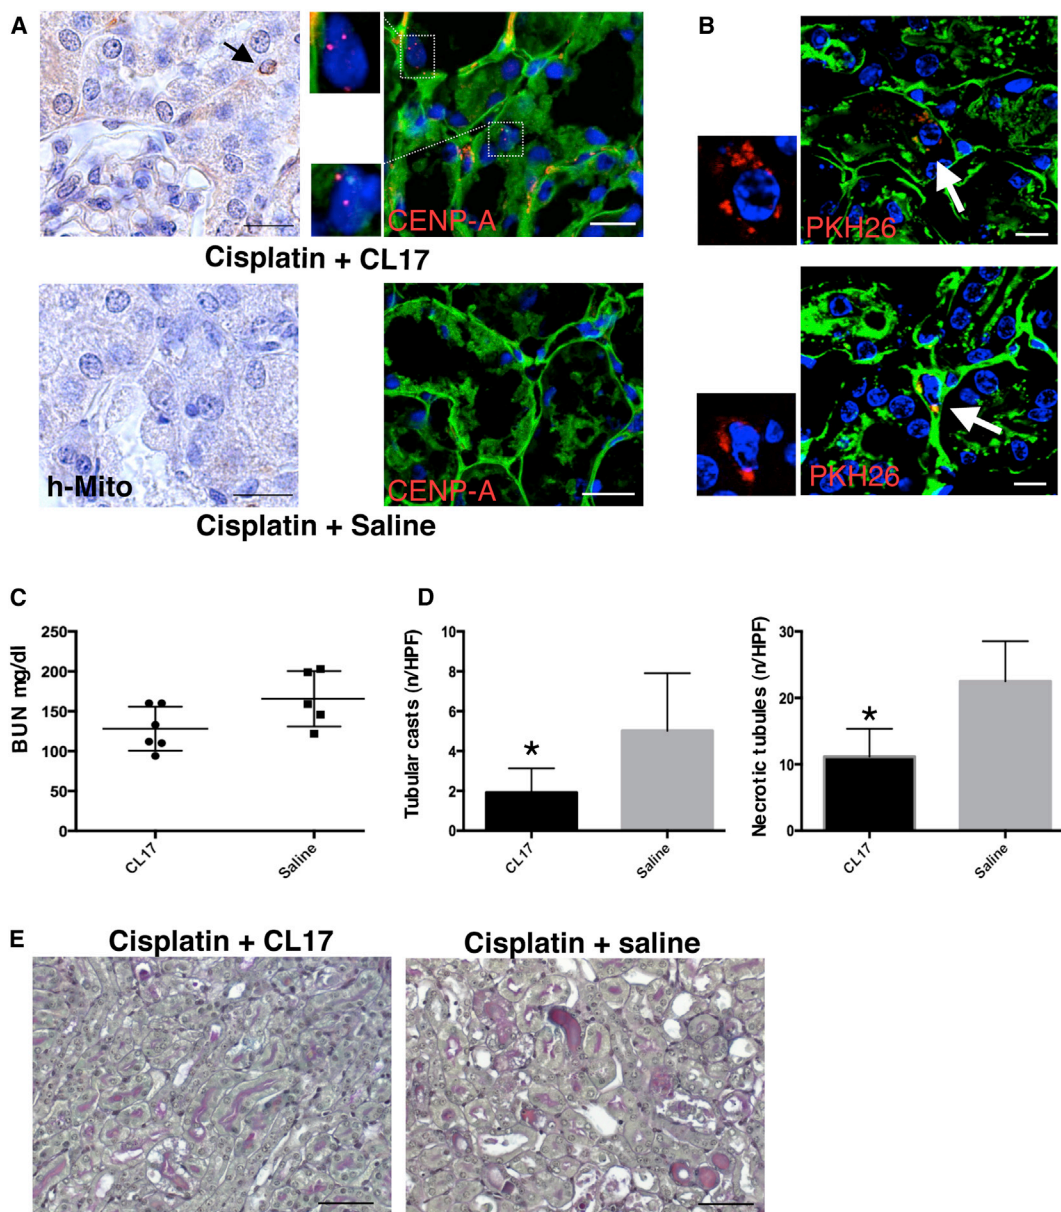 A
B
CENP-A
PKH26
Cisplatin + CL17
h-Mito
CENP-A
PKH26
Cisplatin + Saline
C
D
BUN mg/dl
250
200
150
100
50
0
CL17
Saline
Tubular casts (n/HPF)
10
8
6
4
2
0
*
CL17
Saline
Necrotic tubules (n/HPF)
30
20
10
0
*
CL17
Saline
E
Cisplatin + CL17
Cisplatin + saline